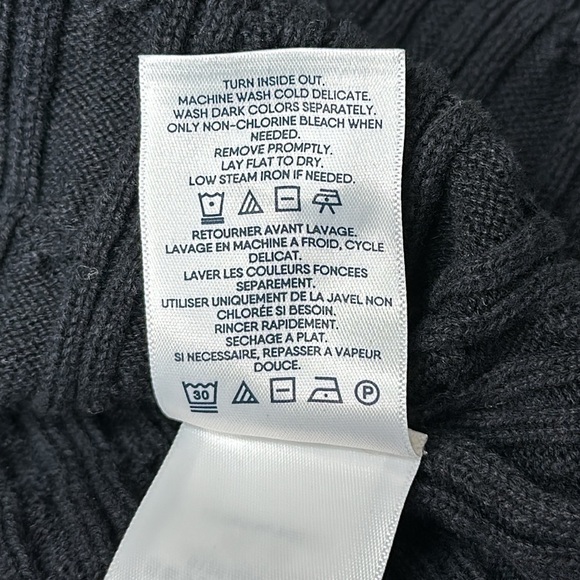 TURN INSIDE OUT.
MACHINE WASH COLD DELICATE.
WASH DARK COLORS SEPARATELY.
ONLY NON-CHLORINE BLEACH WHEN
NEEDED.
REMOVE PROMPTLY.
LAY FLAT TO DRY.
LOW STEAM IRON IF NEEDED.
RETOURNER AVANT LAVAGE.
LAVAGE EN MACHINE A FROID, CYCLE
DELICAT.
LAVER LES COULEURS FONCEES
SEPAREMENT.
UTILISER UNIQUEMENT DE LA JAVEL NON
CHLORÉE SI BESOIN.
RINCER RAPIDEMENT.
SECHAGE A PLAT.
SI NECESSAIRE, REPASSER A VAPEUR
DOUCE.
30 P